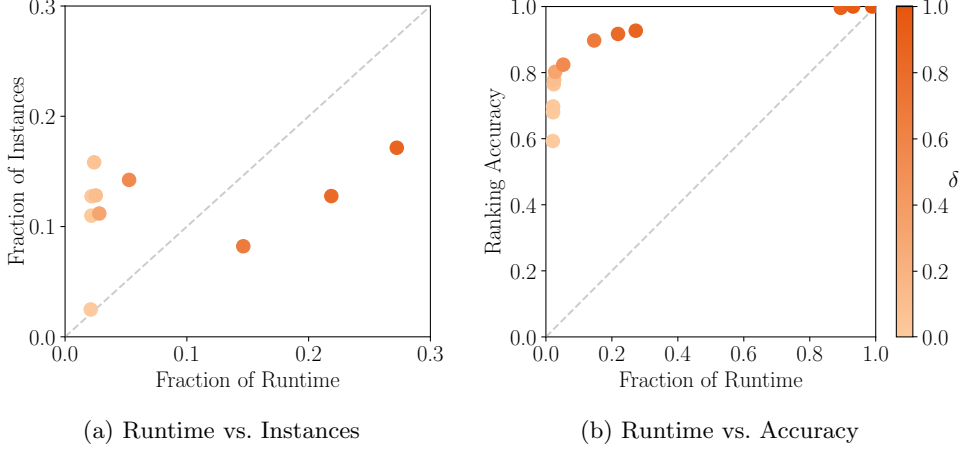 0.3
0.2
0.1
0.0
Fraction of Instances
0.0 0.1 0.2 0.3
Fraction of Runtime
(a) Runtime vs. Instances
1.0
0.8
0.6
0.4
0.2
0.0
Ranking Accuracy
0.0 0.2 0.4 0.6 0.8 1.0
Fraction of Runtime
(b) Runtime vs. Accuracy
1.0
0.8
0.6
0.4
0.2
0.0
δ